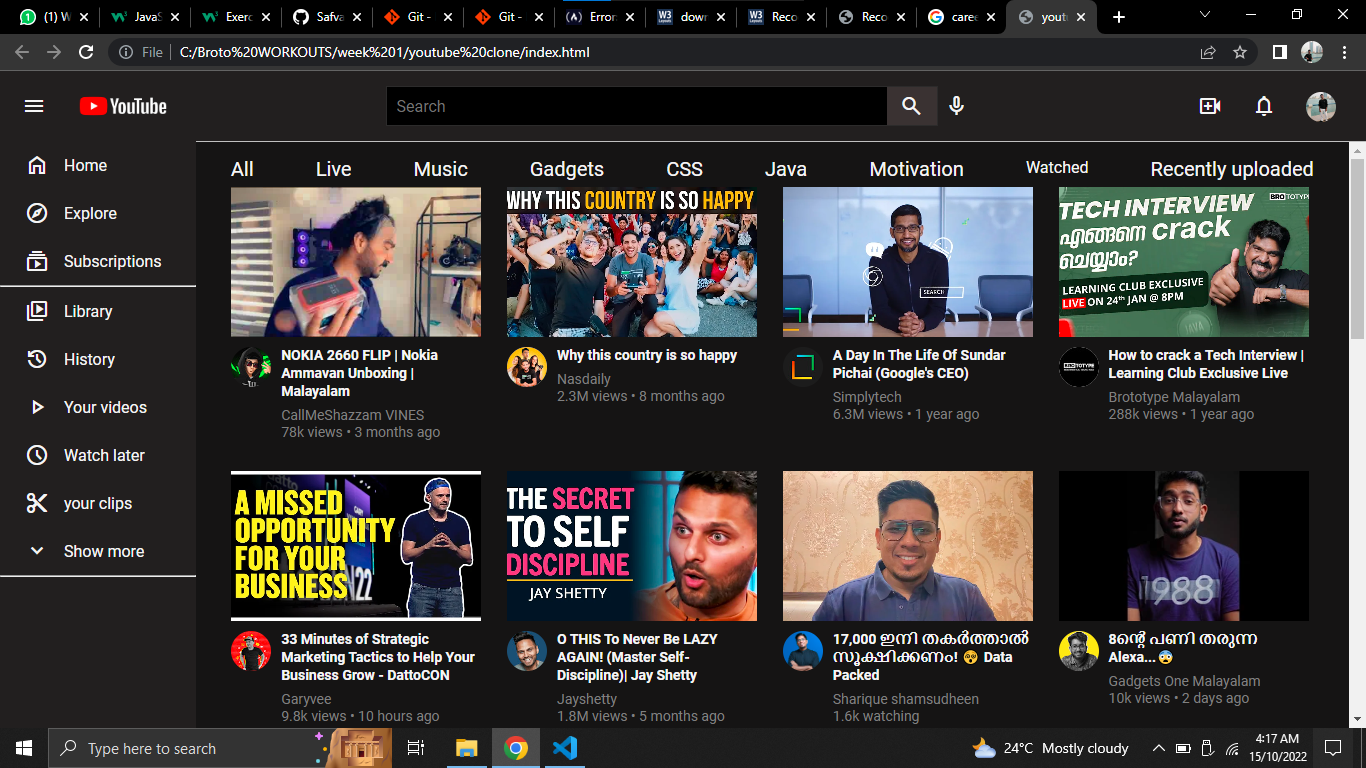 (1) W
JavaS
Exerc
Safva
Git -
Git -
Error
dowr
Reco
Reco
caree
yout
File
C:/Broto%20WORKOUTS/week%201/youtube%20clone/index.html
YouTube
Search
Home
Explore
Subscriptions
Library
History
Your videos
Watch later
your clips
Show more
All Live Music Gadgets CSS Java Motivation Watched Recently uploaded
WHY THIS COUNTRY IS SO HAPPY
SEARCH
BROTOTYPE
TECH INTERVIEW
എങ്ങനെ crack
ചെയ്യാം?
LEARNING CLUB EXCLUSIVE
LIVE ON 24th JAN @ 8PM
JAVA
NOKIA 2660 FLIP | Nokia
Ammavan Unboxing |
Malayalam
CallMeShazzam VINES
78k views • 3 months ago
Why this country is so happy
Nasdaily
2.3M views • 8 months ago
A Day In The Life Of Sundar
Pichai (Google's CEO)
Simplytech
6.3M views • 1 year ago
BROTOTYPE
How to crack a Tech Interview |
Learning Club Exclusive Live
Brototype Malayalam
288k views • 1 year ago
A MISSED
OPPORTUNITY
FOR YOUR
BUSINESS
THE SECRET
TO SELF
DISCIPLINE
JAY SHETTY
1988
33 Minutes of Strategic
Marketing Tactics to Help Your
Business Grow - DattoCON
Garyvee
9.8k views • 10 hours ago
O THIS To Never Be LAZY
AGAIN! (Master Self-
Discipline)| Jay Shetty
Jayshetty
1.8M views • 5 months ago
17,000 ഇനി തകർത്താൽ
സൂക്ഷിക്കണം! 😲 Data
Packed
Sharique shamsudheen
1.6k watching
8ന്റെ പണി തരുന്ന
Alexa...😨
Gadgets One Malayalam
10k views • 2 days ago
Type here to search
24°C Mostly cloudy
4:17 AM
15/10/2022